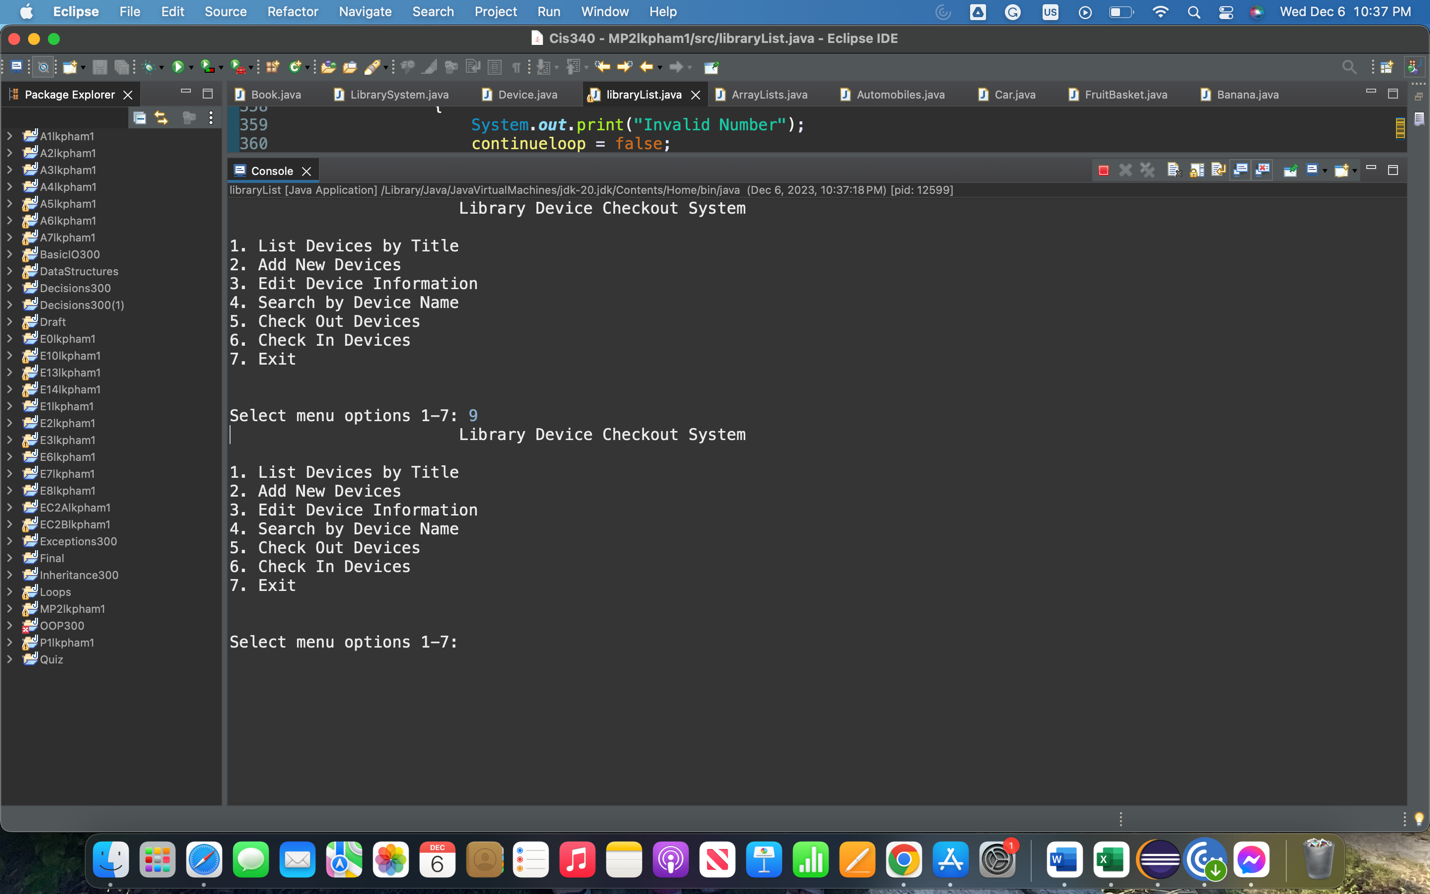 Eclipse File Edit Source Refactor Navigate Search Project Run Window Help US Wed Dec 6 10:37 PM
Cis340 - MP2lkpham1/src/libraryList.java - Eclipse IDE
Package Explorer
Book.java LibrarySystem.java Device.java libraryList.java ArrayLists.java Automobiles.java Car.java FruitBasket.java Banana.java
358 {
359 System.out.print("Invalid Number");
360 continueloop = false;
A1lkpham1
A2lkpham1
A3lkpham1
A4lkpham1
A5lkpham1
A6lkpham1
A7lkpham1
BasicIO300
DataStructures
Decisions300
Decisions300(1)
Draft
E0lkpham1
E10lkpham1
E13lkpham1
E14lkpham1
E1lkpham1
E2lkpham1
E3lkpham1
E6lkpham1
E7lkpham1
E8lkpham1
EC2Alkpham1
EC2Blkpham1
Exceptions300
Final
Inheritance300
Loops
MP2lkpham1
OOP300
P1lkpham1
Quiz
Console
libraryList [Java Application] /Library/Java/JavaVirtualMachines/jdk-20.jdk/Contents/Home/bin/java (Dec 6, 2023, 10:37:18 PM) [pid: 12599]
Library Device Checkout System
1. List Devices by Title
2. Add New Devices
3. Edit Device Information
4. Search by Device Name
5. Check Out Devices
6. Check In Devices
7. Exit
Select menu options 1-7: 9
Library Device Checkout System
1. List Devices by Title
2. Add New Devices
3. Edit Device Information
4. Search by Device Name
5. Check Out Devices
6. Check In Devices
7. Exit
Select menu options 1-7:
DEC
6
1